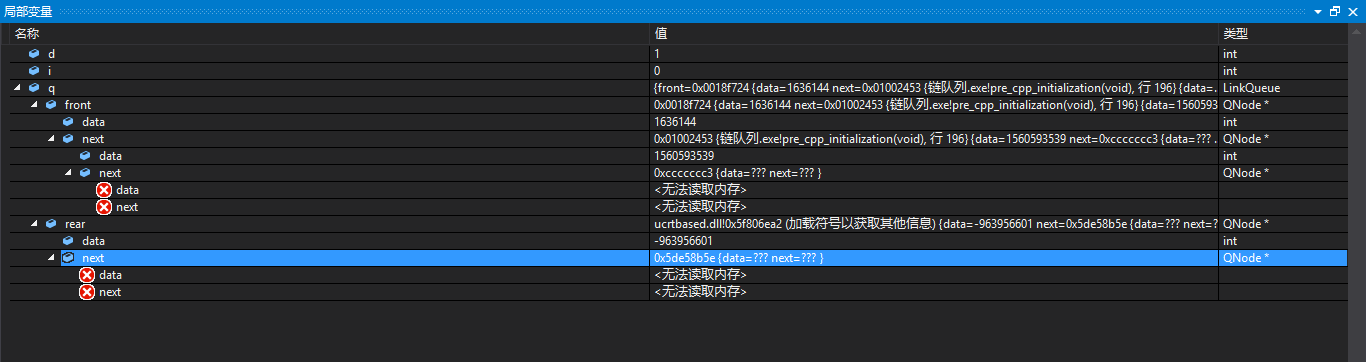 局部变量
名称 值 类型
d 1 int
i 0 int
q {front=0x0018f724 {data=1636144 next=0x01002453 {链队列.exe!pre_cpp_initialization(void), 行 196} {data=... LinkQueue
front 0x0018f724 {data=1636144 next=0x01002453 {链队列.exe!pre_cpp_initialization(void), 行 196} {data=1560593 QNode *
data 1636144 int
next 0x01002453 {链队列.exe!pre_cpp_initialization(void), 行 196} {data=1560593539 next=0xccccccc3 {data=??? ... QNode *
data 1560593539 int
next 0xccccccc3 {data=??? next=??? } QNode *
data <无法读取内存>
next <无法读取内存>
rear ucrtbased.dll!0x5f806ea2 (加载符号以获取其他信息) {data=-963956601 next=0x5de58b5e {data=??? next=? QNode *
data -963956601 int
next 0x5de58b5e {data=??? next=??? } QNode *
data <无法读取内存>
next <无法读取内存>